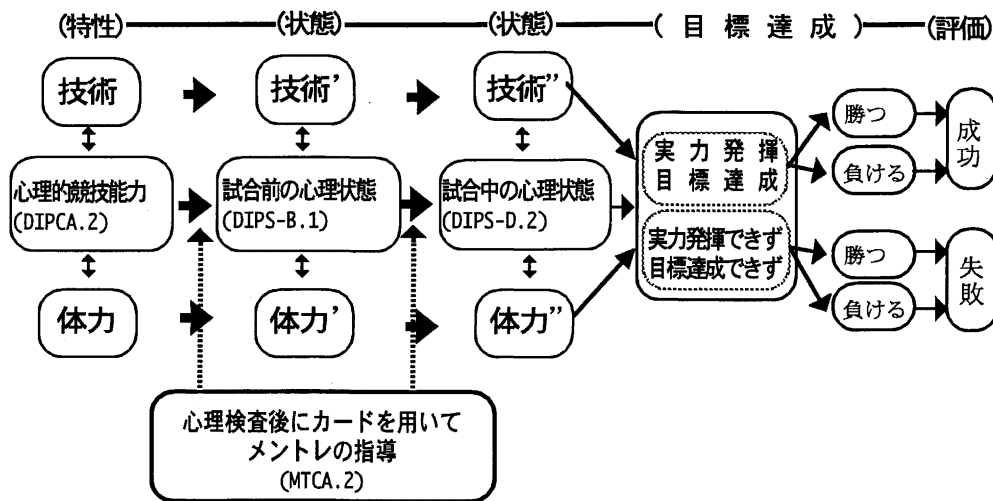 (特性)
(状態)
(状態)
(目標達成)
(評価)
技術
技術’
技術”
心理的競技能力
(DIPCA.2)
試合前の心理状態
(DIPS-B.1)
試合中の心理状態
(DIPS-D.2)
体力
体力’
体力”
実力発揮
目標達成
実力発揮できず
目標達成できず
勝つ
負ける
成功
勝つ
負ける
失敗
心理検査後にカードを用いて
メントレの指導
(MTCA.2)